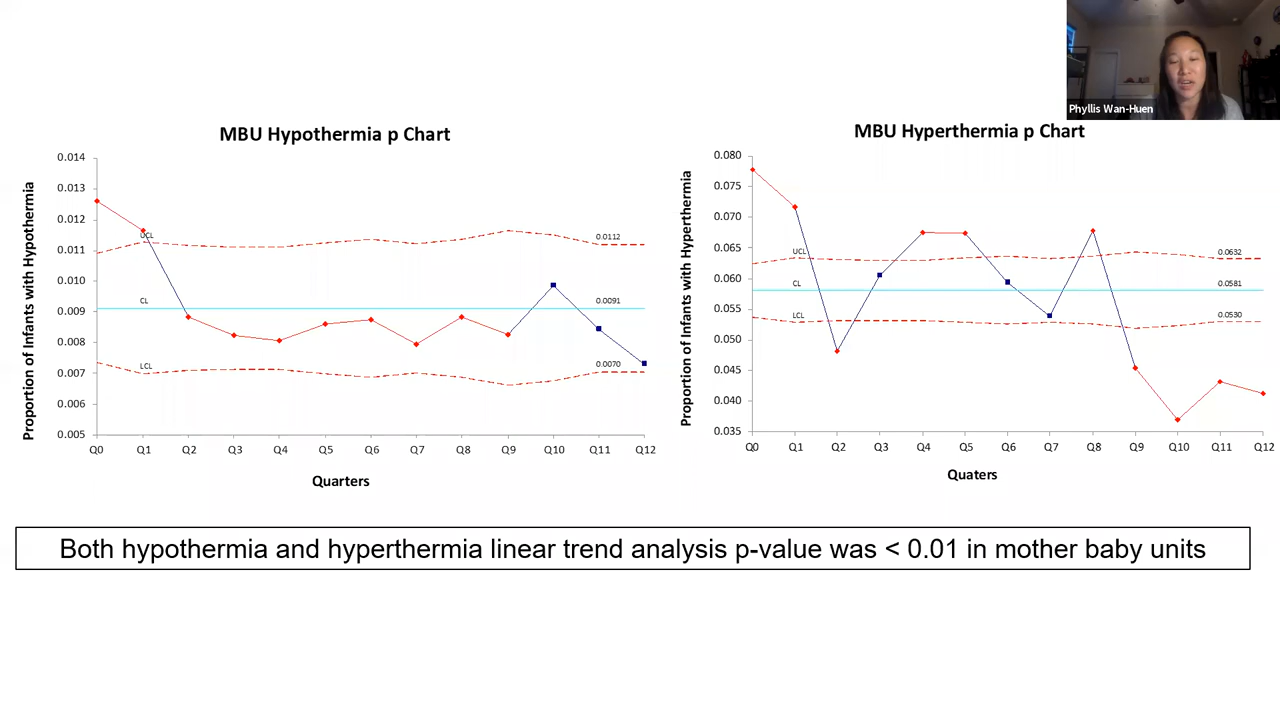 Phyllis Wan-Huen
MBU Hypothermia p Chart
Proportion of Infants with Hypothermia
0.014
0.013
0.012
0.011
0.010
0.009
0.008
0.007
0.006
0.005
UCL
CL
LCL
0.0112
0.0091
0.0070
Q0 Q1 Q2 Q3 Q4 Q5 Q6 Q7 Q8 Q9 Q10 Q11 Q12
Quarters
MBU Hyperthermia p Chart
Proportion of Infants with Hyperthermia
0.080
0.075
0.070
0.065
0.060
0.055
0.050
0.045
0.040
0.035
UCL
CL
LCL
0.0632
0.0581
0.0530
Q0 Q1 Q2 Q3 Q4 Q5 Q6 Q7 Q8 Q9 Q10 Q11 Q12
Quaters
Both hypothermia and hyperthermia linear trend analysis p-value was < 0.01 in mother baby units